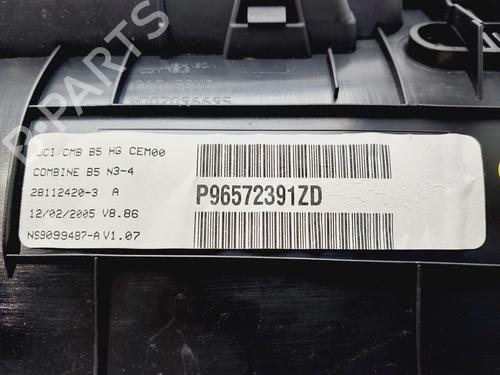 JCI CMB B5 HG CEM00
COMBINE B5 N3-4
28112420-3 A
12/02/2005 V8.86
NS9099487-A V1.07
P96572391ZD
B-PARTS